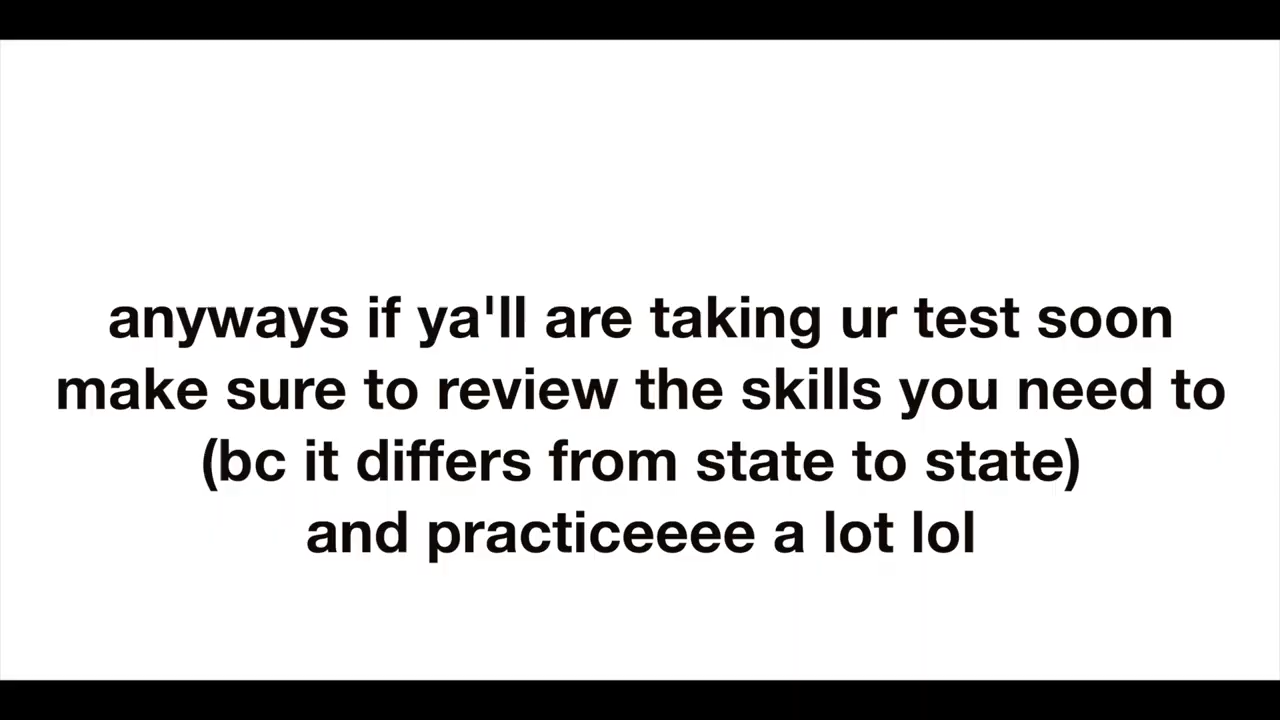 anyways if ya'll are taking ur test soon
make sure to review the skills you need to
(bc it differs from state to state)
and practiceeeee a lot lol